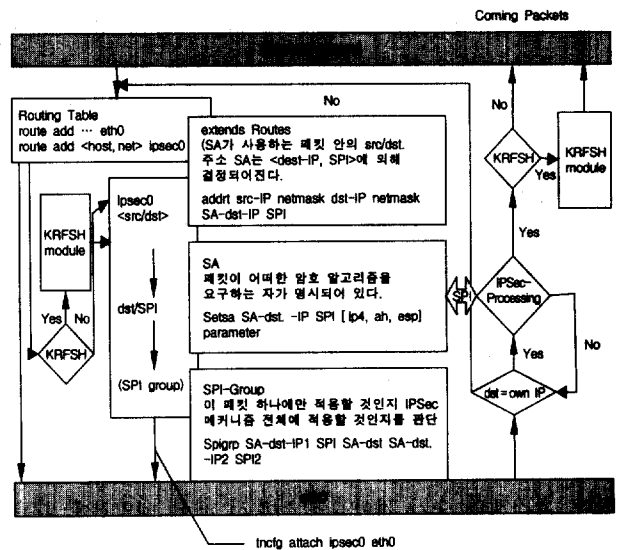 Coming Packets
No
Routing Table
route add ··· eth0
route add <host, net> ipsec0
extends Routes
(SA가 사용하는 패킷 안의 src/dst.
주소 SA는 <dest-IP, SPI>에 의해
결정되어진다.
addrt src-IP netmask dst-IP netmask
SA-dst-IP SPI
No
KRFSH
Yes
KRFSH
module
Ipsec0
<src/dst>
KRFSH
module
dst/SPI
Yes
No
KRFSH
(SPI group)
SA
패킷이 어떠한 암호 알고리즘을
요구하는 자가 명시되어 있다.
Setsa SA-dst. -IP SPI [ip4, ah, esp]
parameter
SPI
Yes
IPSec-
Processing
No
Yes
dst=own IP
SPI-Group
이 패킷 하나에만 적용할 것인지 IPSec
메커니즘 전체에 적용할 것인지를 판단
Spigrp SA-dst-IP1 SPI SA-dst SA-dst.
-IP2 SPI2
tncfg attach ipsec0 eth0